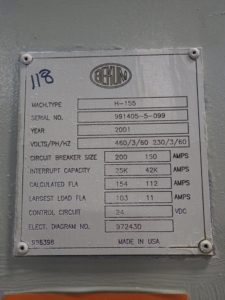 118
BEKUM
MACH. TYPE H-155
SERIAL NO. 991405-5-099
YEAR 2001
VOLTS/PH/HZ 460/3/60 230/3/60
CIRCUIT BREAKER SIZE 200 150 AMPS
INTERRUPT CAPACITY 25K 42K AMPS
CALCULATED FLA 154 112 AMPS
LARGEST LOAD FLA 103 11 AMPS
CONTROL CIRCUIT 24 VDC
ELECT. DIAGRAM NO. 972430
MADE IN USA